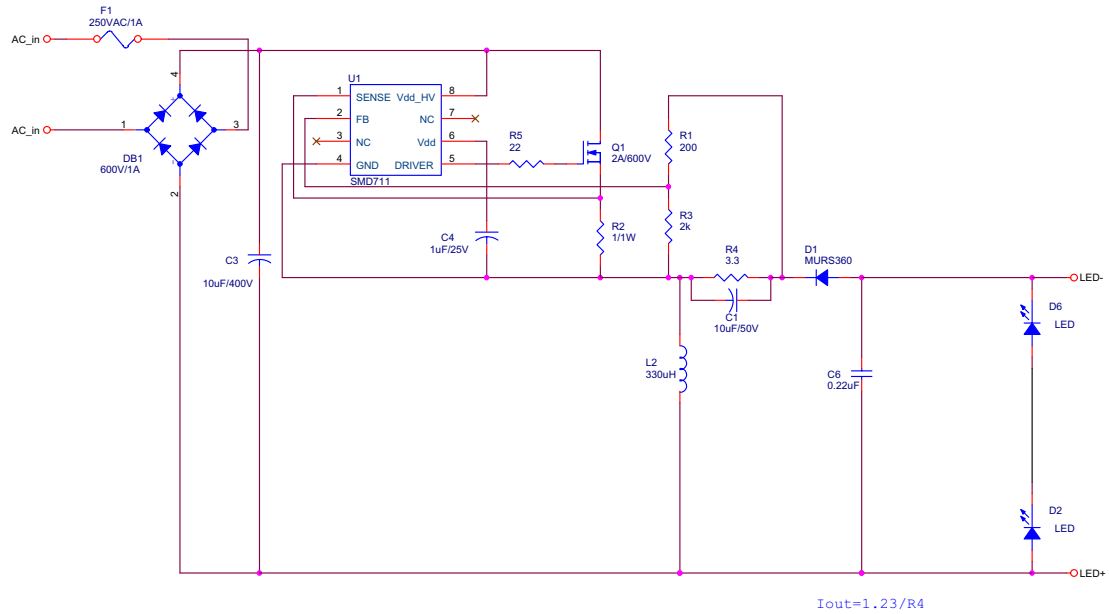 F1
250VAC/1A
AC_in
AC_in
4
1
3
2
+
-
DB1
600V/1A
C3
10uF/400V
U1
1
SENSE
Vdd_HV
8
2
FB
NC
7
3
NC
Vdd
6
4
GND
DRIVER
5
SMD711
R5
22
Q1
2A/600V
R1
200
R2
1/1W
R3
2k
C4
1uF/25V
R4
3.3
C1
10uF/50V
D1
MURS360
LED-
L2
330uH
C6
0.22uF
D6
LED
D2
LED
LED+
Iout=1.23/R4